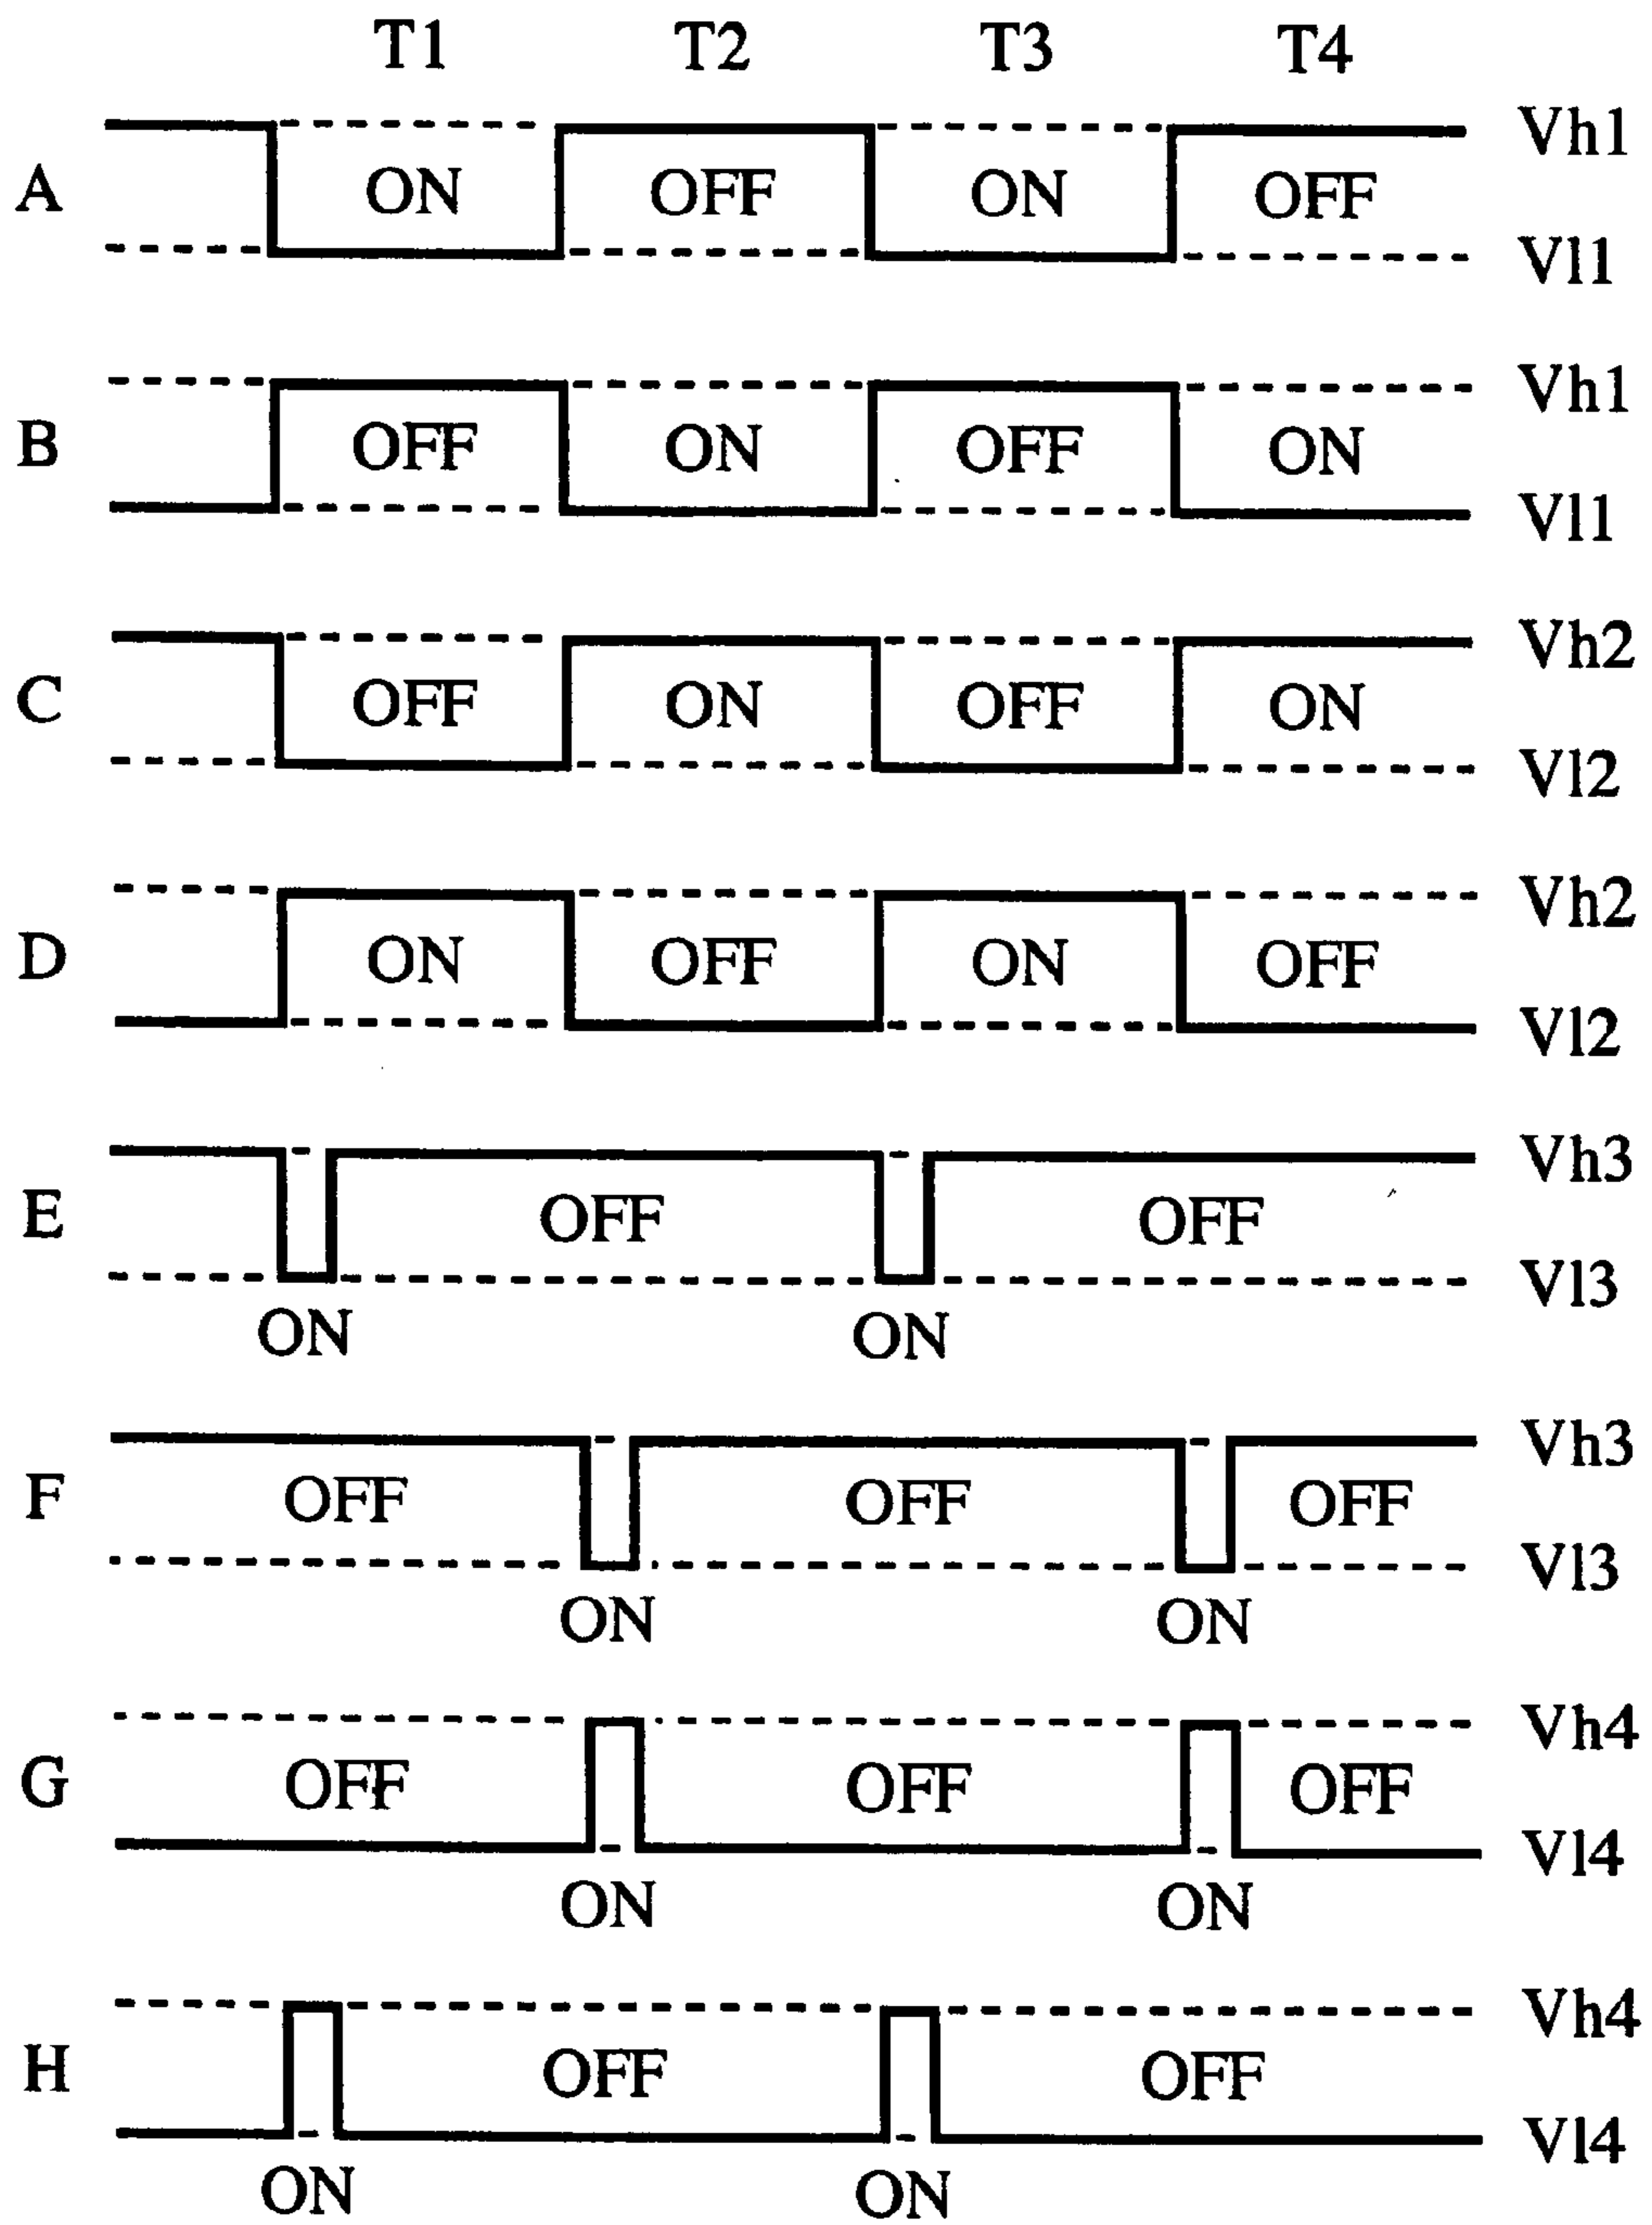 T1 T2 T3 T4
Vh1
A ON OFF ON OFF
Vl1
Vh1
B OFF ON OFF ON
Vl1
Vh2
C OFF ON OFF ON
Vl2
Vh2
D ON OFF ON OFF
Vl2
Vh3
E OFF OFF
Vl3
ON ON
Vh3
F OFF OFF OFF
Vl3
ON ON
Vh4
G OFF OFF OFF
Vl4
ON ON
Vh4
H OFF OFF
Vl4
ON ON